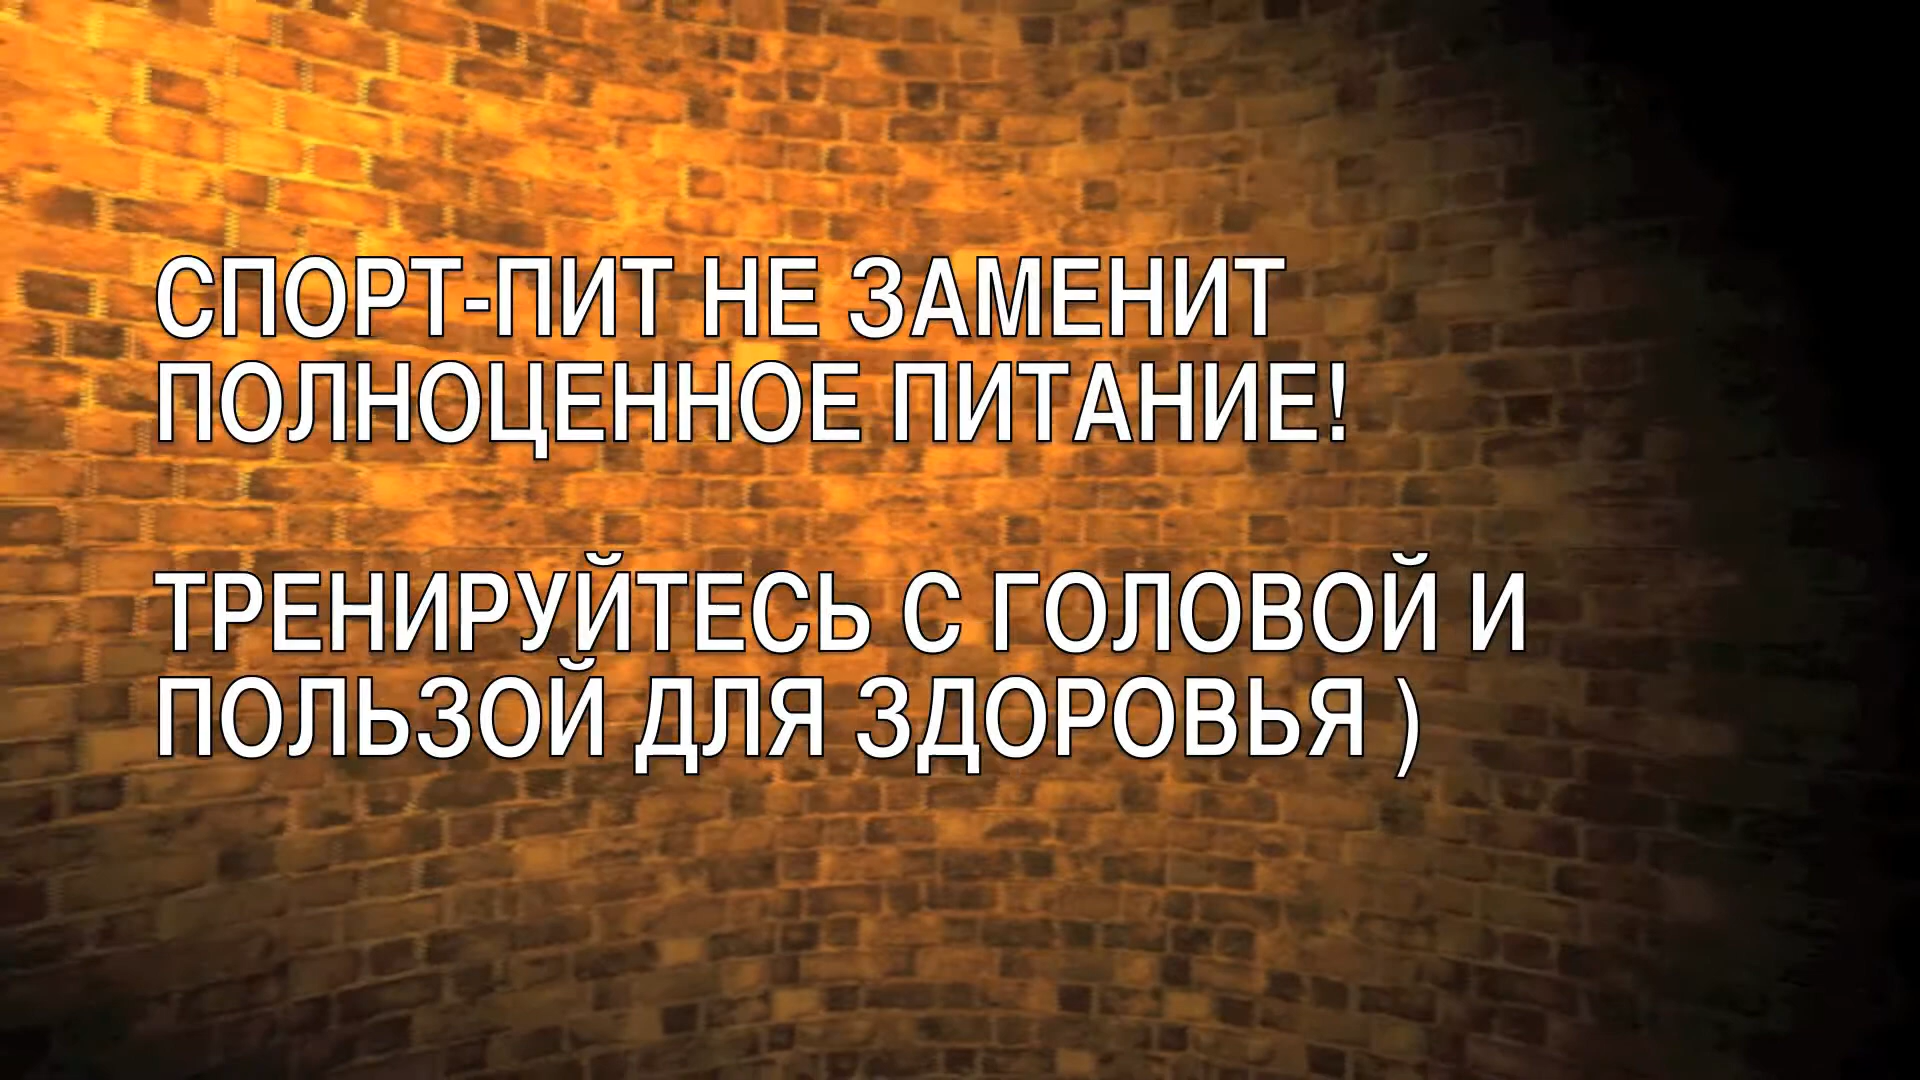 СПОРТ-ПИТ НЕ ЗАМЕНИТ
ПОЛНОЦЕННОЕ ПИТАНИЕ!
ТРЕНИРУЙТЕСЬ С ГОЛОВОЙ И
ПОЛЬЗОЙ ДЛЯ ЗДОРОВЬЯ )